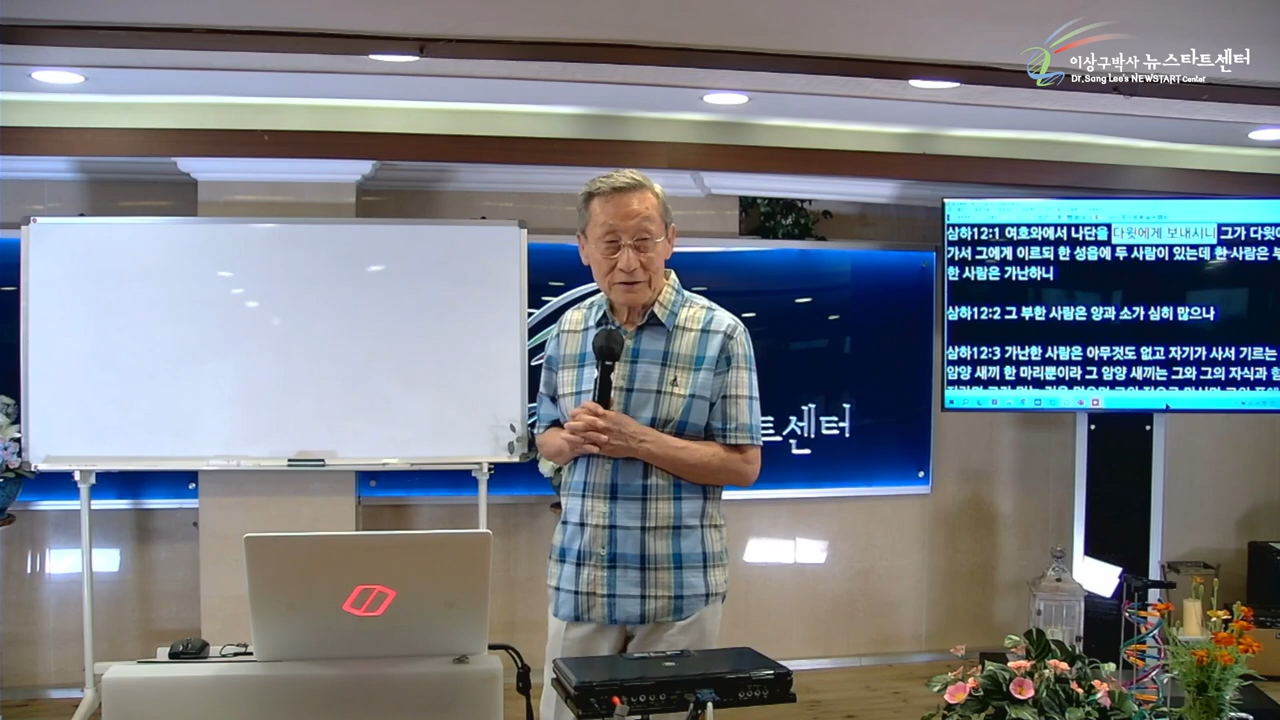 이상구박사 뉴스타트센터
Dr. Sang Lee's NEWSTART Center
삼하12:1 여호와에서 나단을 다윗에게 보내시니 그가 다윗에
가서 그에게 이르되 한 성읍에 두 사람이 있는데 한 사람은 부
한 사람은 가난하니
삼하12:2 그 부한 사람은 양과 소가 심히 많으나
삼하12:3 가난한 사람은 아무것도 없고 자기가 사서 기르는
암양 새끼 한 마리뿐이라 그 암양 새끼는 그와 그의 자식과 함
트센터